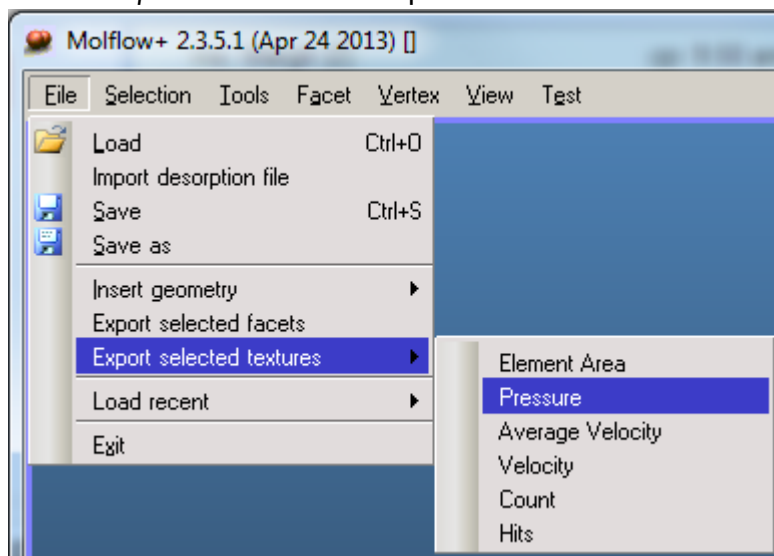 Molflow+ 2.3.5.1 (Apr 24 2013) []
File Selection Tools Facet Vertex View Test
Load Ctrl+O
Import desorption file
Save Ctrl+S
Save as
Insert geometry
Export selected facets
Export selected textures
Load recent
Exit
Element Area
Pressure
Average Velocity
Velocity
Count
Hits